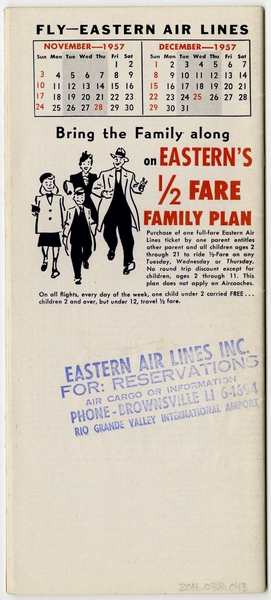 FLY—EASTERN AIR LINES
NOVEMBER—1957
Sun Mon Tue Wed Thu Fri Sat
1 2
3 4 5 6 7 8 9
10 11 12 13 14 15 16
17 18 19 20 21 22 23
24 25 26 27 28 29 30
DECEMBER—1957
Sun Mon Tue Wed Thu Fri Sat
1 2 3 4 5 6 7
8 9 10 11 12 13 14
15 16 17 18 19 20 21
22 23 24 25 26 27 28
29 30 31
Bring the Family along
on EASTERN'S
1/2 FARE
FAMILY PLAN
Purchase of one full-fare Eastern Air
Lines ticket by one parent entitles
other parent and all children ages 2
through 21 to ride ½-Fare on any
Tuesday, Wednesday or Thursday.
No round trip discount except for
children, ages 2 through 11. This
plan does not apply on Aircoaches.
On all flights, every day of the week, one child under 2 carried FREE...
children 2 and over, but under 12, travel ½ fare.
EASTERN AIR LINES INC.
FOR: RESERVATIONS
AIR CARGO OR INFORMATION
PHONE-BROWNSVILLE LI 6-1694
RIO GRANDE VALLEY INTERNATIONAL AIRPORT
2016.038.043